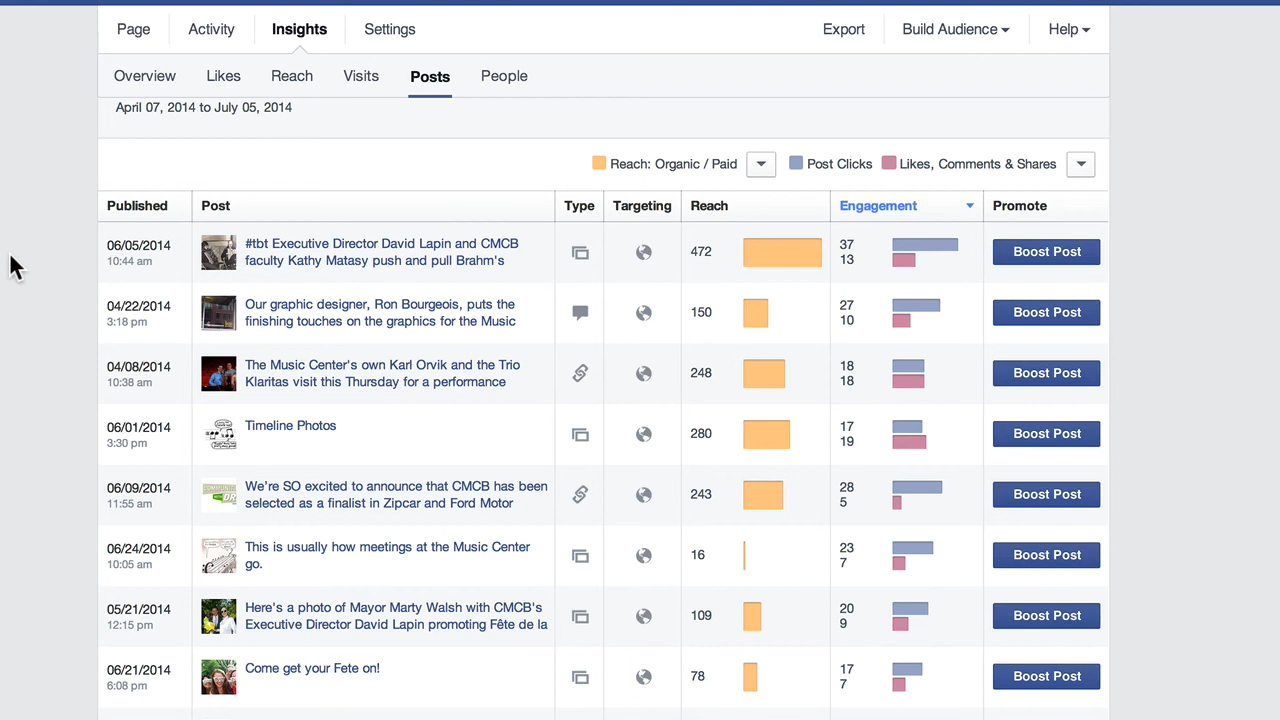 Page Activity Insights Settings Export Build Audience Help
Overview Likes Reach Visits Posts People
April 07, 2014 to July 05, 2014
Reach: Organic / Paid Post Clicks Likes, Comments & Shares
Published Post Type Targeting Reach Engagement Promote
06/05/2014
10:44 am
#tbt Executive Director David Lapin and CMCB
faculty Kathy Matasy push and pull Brahm's
472
37
13
Boost Post
04/22/2014
3:18 pm
Our graphic designer, Ron Bourgeois, puts the
finishing touches on the graphics for the Music
150
27
10
Boost Post
04/08/2014
10:38 am
The Music Center's own Karl Orvik and the Trio
Klaritas visit this Thursday for a performance
248
18
18
Boost Post
06/01/2014
3:30 pm
Timeline Photos
280
17
19
Boost Post
06/09/2014
11:55 am
We're SO excited to announce that CMCB has been
selected as a finalist in Zipcar and Ford Motor
243
28
5
Boost Post
06/24/2014
10:05 am
This is usually how meetings at the Music Center
go.
16
23
7
Boost Post
05/21/2014
12:15 pm
Here's a photo of Mayor Marty Walsh with CMCB's
Executive Director David Lapin promoting Fête de la
109
20
9
Boost Post
06/21/2014
6:08 pm
Come get your Fete on!
78
17
7
Boost Post